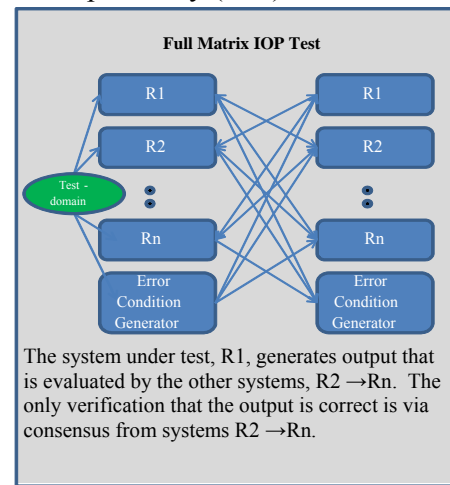 Full Matrix IOP Test
R1
R1
R2
R2
Test -
domain
Rn
Rn
Error
Condition
Generator
Error
Condition
Generator
The system under test, R1, generates output that
is evaluated by the other systems, R2 →Rn. The
only verification that the output is correct is via
consensus from systems R2 →Rn.